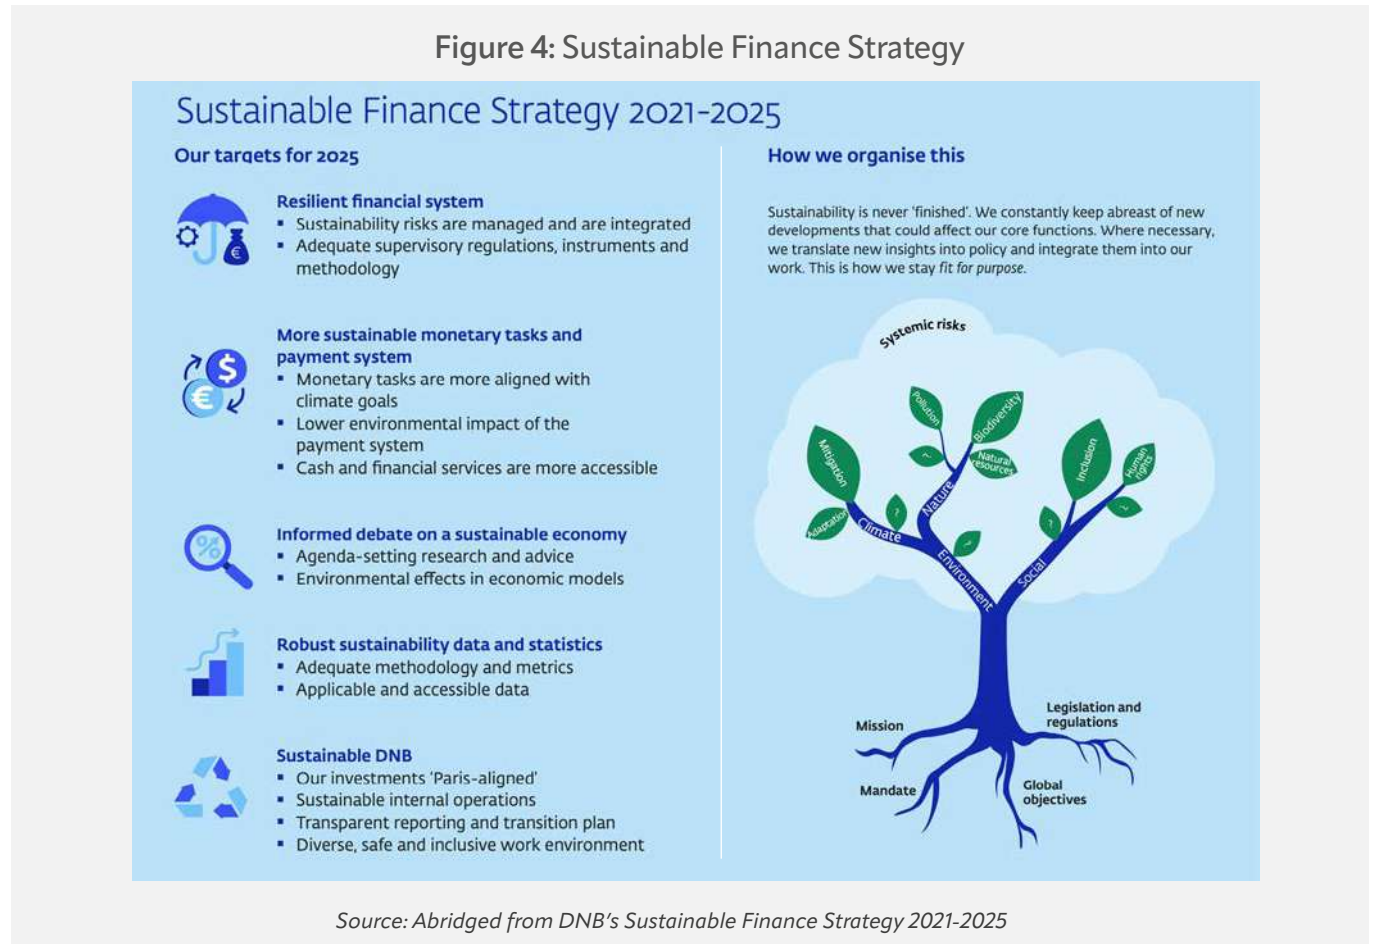 Figure 4: Sustainable Finance Strategy
Sustainable Finance Strategy 2021-2025
Our targets for 2025
Resilient financial system
▪ Sustainability risks are managed and are integrated
▪ Adequate supervisory regulations, instruments and
methodology
More sustainable monetary tasks and
payment system
▪ Monetary tasks are more aligned with
climate goals
▪ Lower environmental impact of the
payment system
▪ Cash and financial services are more accessible
Informed debate on a sustainable economy
▪ Agenda-setting research and advice
▪ Environmental effects in economic models
Robust sustainability data and statistics
▪ Adequate methodology and metrics
▪ Applicable and accessible data
Sustainable DNB
▪ Our investments 'Paris-aligned'
▪ Sustainable internal operations
▪ Transparent reporting and transition plan
▪ Diverse, safe and inclusive work environment
€
$
€
%
How we organise this
Sustainability is never 'finished'. We constantly keep abreast of new
developments that could affect our core functions. Where necessary,
we translate new insights into policy and integrate them into our
work. This is how we stay fit for purpose.
Systemic risks
Pollution
Biodiversity
Mitigation
?
Natural
resources
Inclusion
Human
rights
Adaptation
Climate
?
Nature
?
Environment
Social
?
?
Mission
Legislation and
regulations
Mandate
Global
objectives
Source: Abridged from DNB's Sustainable Finance Strategy 2021-2025